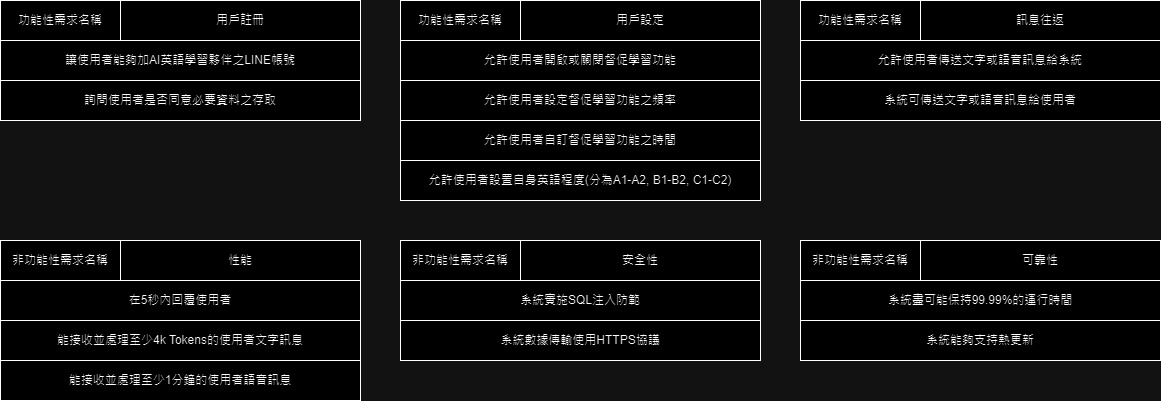 功能性需求名稱 用戶註冊
讓使用者能夠加AI英語學習夥伴之LINE帳號
詢問使用者是否同意必要資料之存取
功能性需求名稱 用戶設定
允許使用者開啟或關閉督促學習功能
允許使用者設定督促學習功能之頻率
允許使用者自訂督促學習功能之時間
允許使用者設置自身英語程度(分為A1-A2, B1-B2, C1-C2)
功能性需求名稱 訊息往返
允許使用者傳送文字或語音訊息給系統
系統可傳送文字或語音訊息給使用者
非功能性需求名稱 性能
在5秒內回覆使用者
能接收並處理至少4k Tokens的使用者文字訊息
能接收並處理至少1分鐘的使用者語音訊息
非功能性需求名稱 安全性
系統實施SQL注入防範
系統數據傳輸使用HTTPS協議
非功能性需求名稱 可靠性
系統盡可能保持99.99%的運行時間
系統能夠支持熱更新